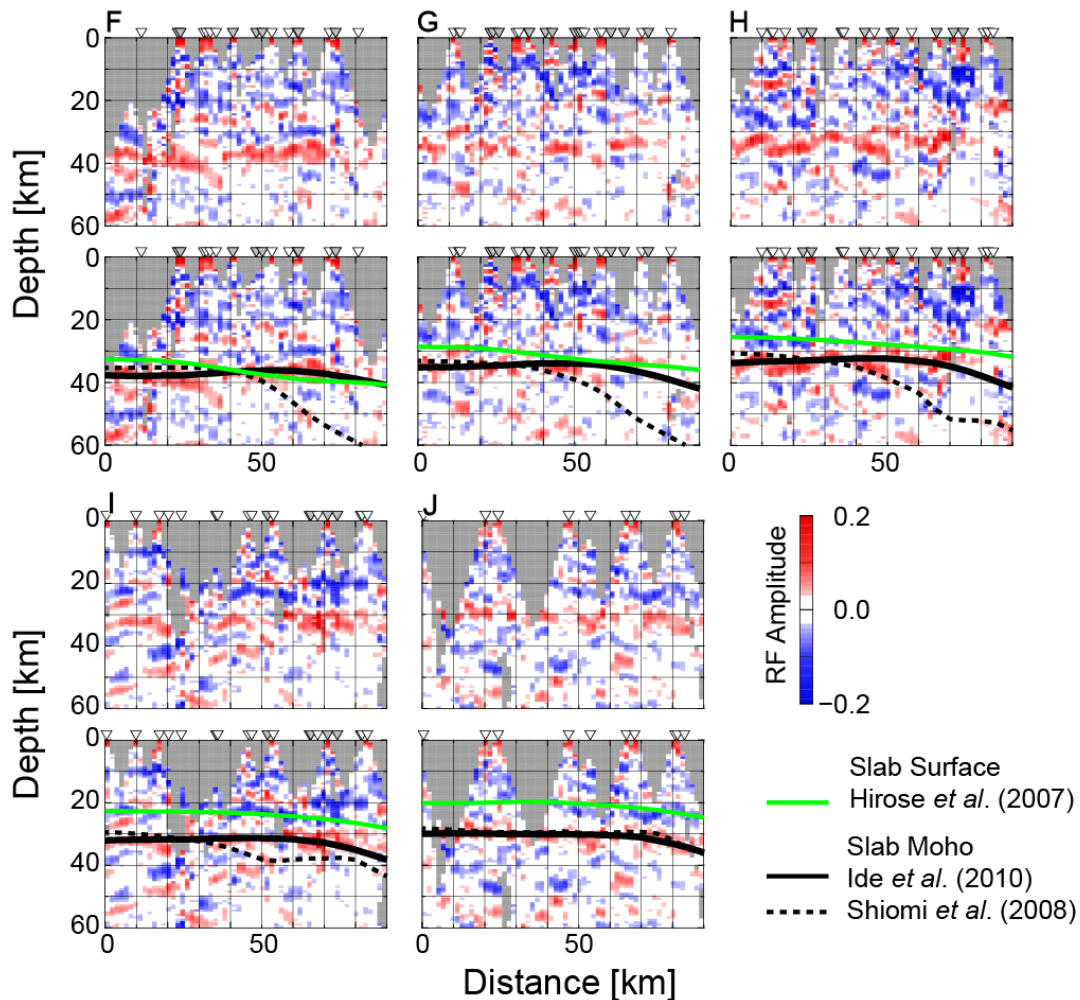 F
G
H
0
20
40
60
Depth [km]
0
20
40
60
0
50
0
50
0
50
I
J
0
20
40
60
Depth [km]
0
20
40
60
0
50
0
50
Distance [km]
RF Amplitude
0.2
0.0
−0.2
Slab Surface
Hirose et al. (2007)
Slab Moho
Ide et al. (2010)
Shiomi et al. (2008)